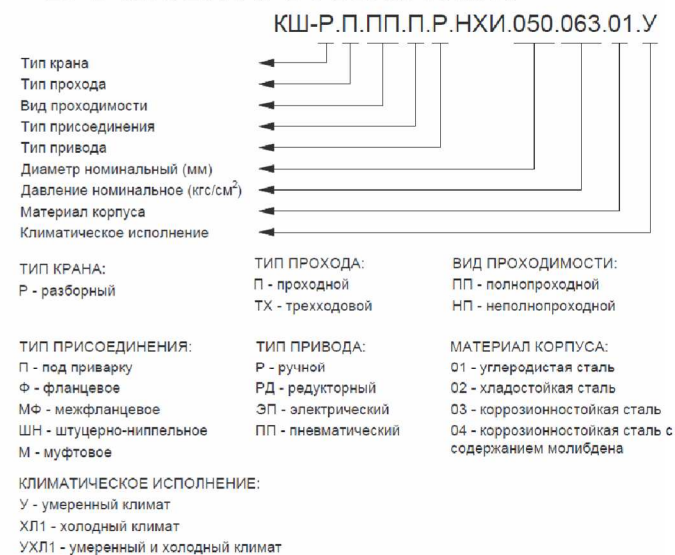 КШ-Р.П.ПП.П.Р.НХИ.050.063.01.У
Тип крана
Тип прохода
Вид проходимости
Тип присоединения
Тип привода
Диаметр номинальный (мм)
Давление номинальное (кгс/см²)
Материал корпуса
Климатическое исполнение
ТИП КРАНА:
Р - разборный
ТИП ПРОХОДА:
П - проходной
ТХ - трехходовой
ВИД ПРОХОДИМОСТИ:
ПП - полнопроходной
НП - неполнопроходной
ТИП ПРИСОЕДИНЕНИЯ:
П - под приварку
Ф - фланцевое
МФ - межфланцевое
ШН - штуцерно-ниппельное
М - муфтовое
ТИП ПРИВОДА:
Р - ручной
РД - редукторный
ЭП - электрический
ПП - пневматический
МАТЕРИАЛ КОРПУСА:
01 - углеродистая сталь
02 - хладостойкая сталь
03 - коррозионностойкая сталь
04 - коррозионностойкая сталь с
содержанием молибдена
КЛИМАТИЧЕСКОЕ ИСПОЛНЕНИЕ:
У - умеренный климат
ХЛ1 - холодный климат
УХЛ1 - умеренный и холодный климат